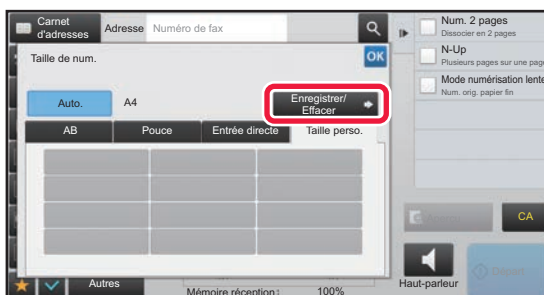 Carnet
d'adresses
Adresse
Numéro de fax
Num. 2 pages
Dissocier en 2 pages
N-Up
Plusieurs pages sur une page
Mode numérisation lente
Num. orig. papier fin
Taille de num.
OK
Auto.
A4
Enregistrer/
Effacer
AB
Pouce
Entrée directe
Taille perso.
CA
Haut-parleur
Départ
Autres
Mémoire réception:
100%